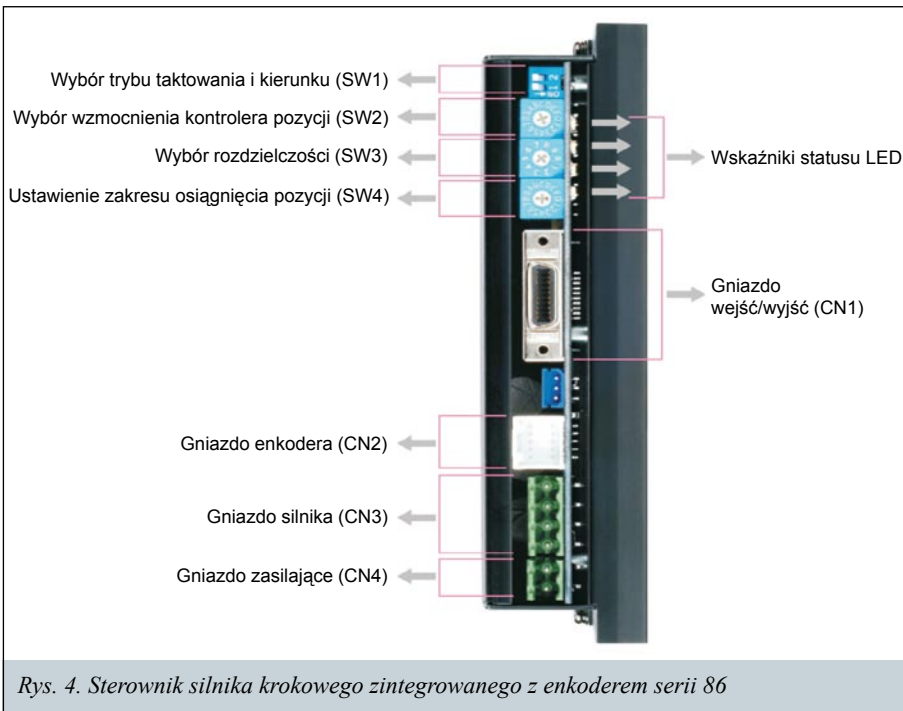 Wybór trybu taktowania i kierunku (SW1)
Wybór wzmocnienia kontrolera pozycji (SW2)
Wybór rozdzielczości (SW3)
Ustawienie zakresu osiągnięcia pozycji (SW4)
Wskaźniki statusu LED
Gniazdo
wejść/wyjść (CN1)
Gniazdo enkodera (CN2)
Gniazdo silnika (CN3)
Gniazdo zasilające (CN4)
Rys. 4. Sterownik silnika krokowego zintegrowanego z enkoderem serii 86